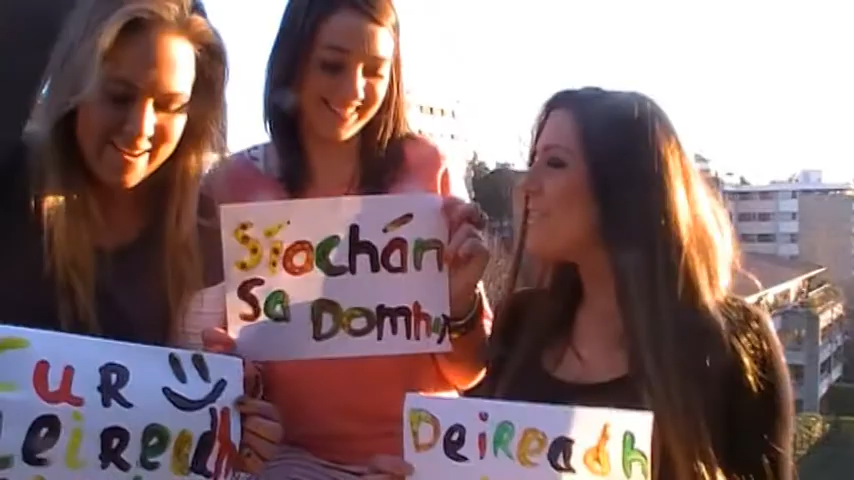 Síochán
sa Domhan
Cur
Deireadh
Deireadh